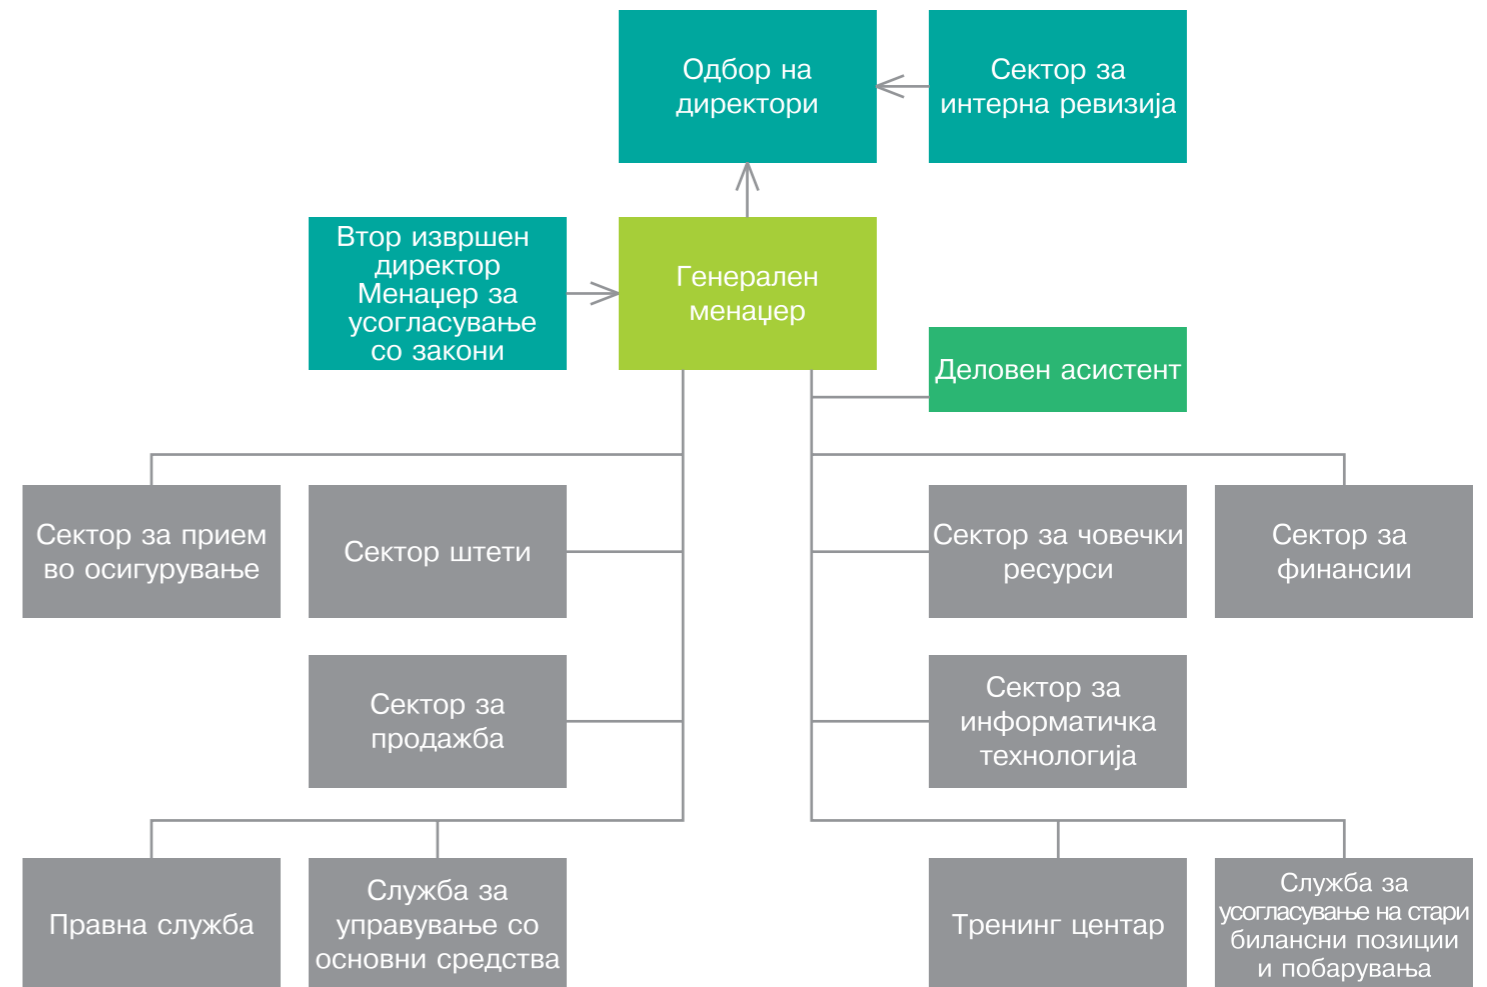 Одбор на
директори
Сектор за
интерна ревизија
Втор извршен
директор
Менаџер за
усогласување
со закони
Генерален
менаџер
Деловен асистент
Сектор за прием
во осигурување
Сектор штети
Сектор за човечки
ресурси
Сектор за
финансии
Сектор за
продажба
Сектор за
информатичка
технологија
Правна служба
Служба за
управување со
основни средства
Тренинг центар
Служба за
усогласување на стари
билансни позиции
и побарувања